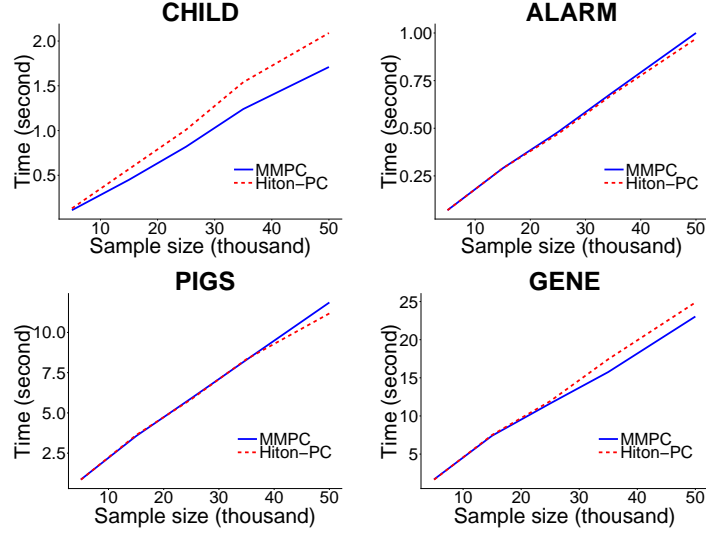 CHILD
Time (second)
2.0
1.5
1.0
0.5
MMPC
Hiton-PC
10 20 30 40 50
Sample size (thousand)
ALARM
Time (second)
1.00
0.75
0.50
0.25
MMPC
Hiton-PC
10 20 30 40 50
Sample size (thousand)
PIGS
Time (second)
10.0
7.5
5.0
2.5
MMPC
Hiton-PC
10 20 30 40 50
Sample size (thousand)
GENE
Time (second)
25
20
15
10
5
MMPC
Hiton-PC
10 20 30 40 50
Sample size (thousand)